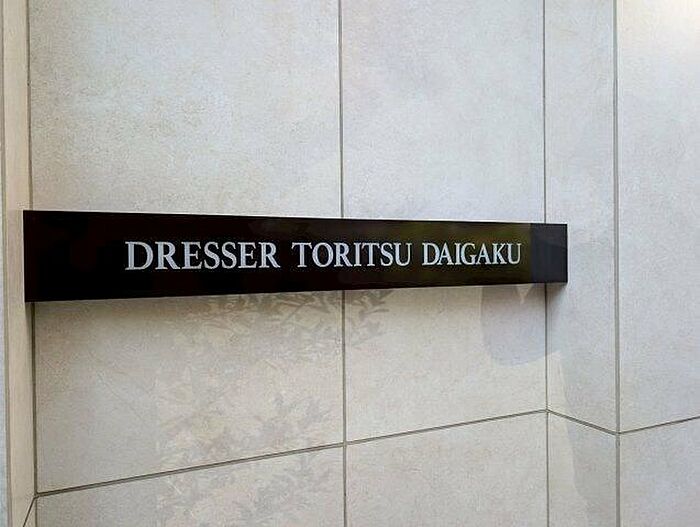 DRESSER TORITSU DAIGAKU